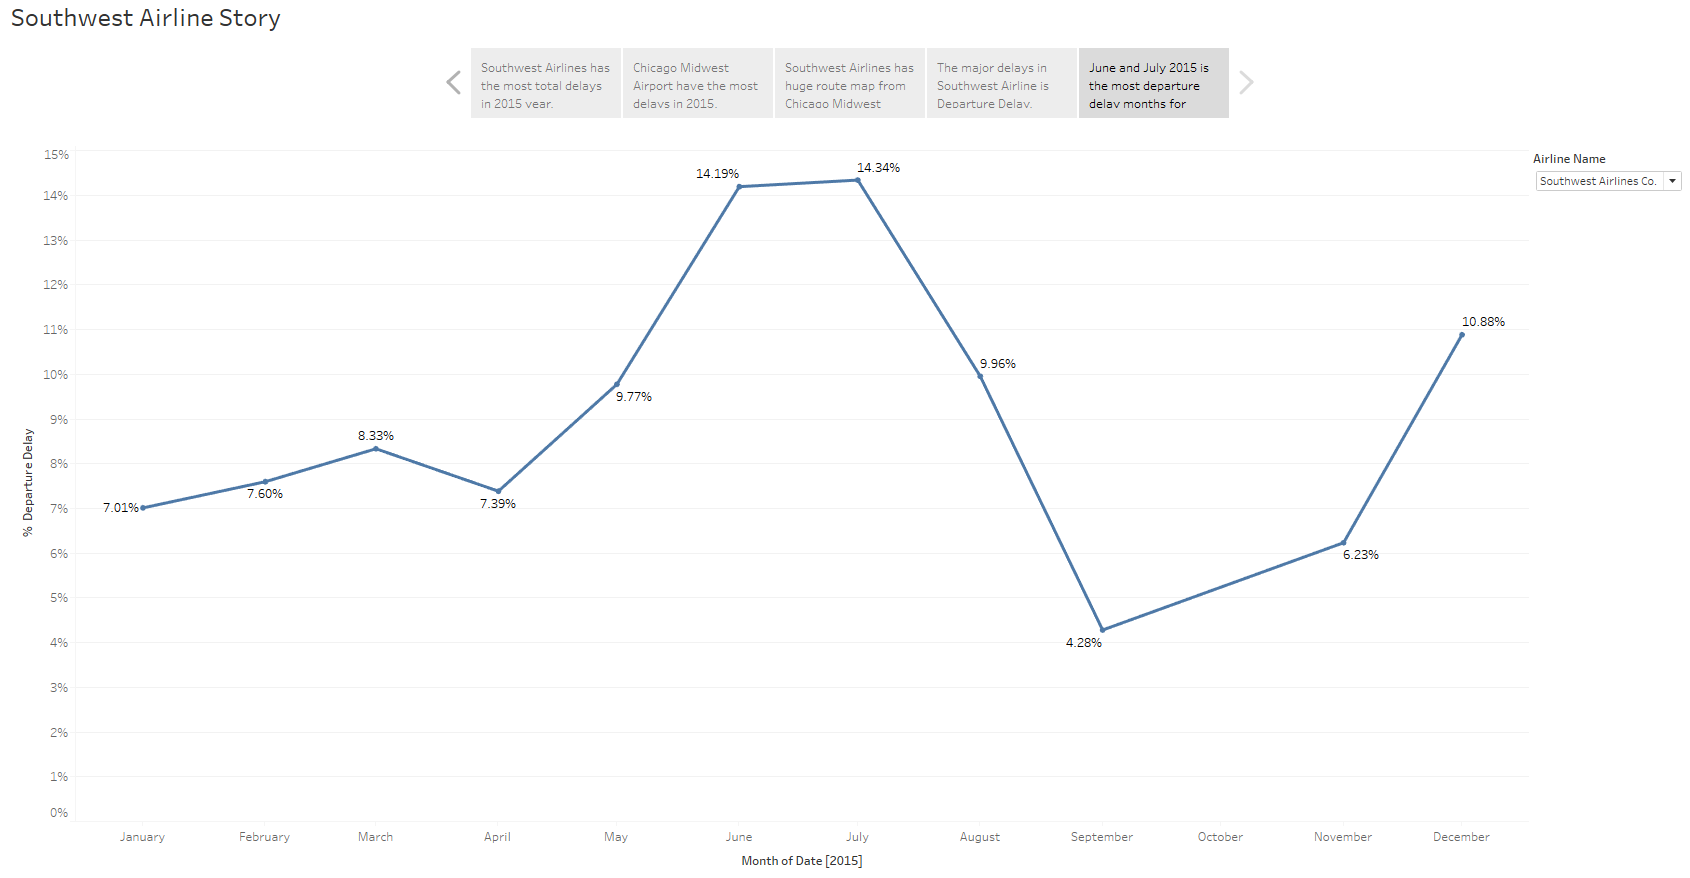 Southwest Airline Story
Southwest Airlines has
the most total delays
in 2015 year.
Chicago Midwest
Airport have the most
delays in 2015.
Southwest Airlines has
huge route map from
Chicago Midwest
The major delays in
Southwest Airline is
Departure Delay.
June and July 2015 is
the most departure
delay months for
Airline Name
Southwest Airlines Co.
% Departure Delay
15%
14%
13%
12%
11%
10%
9%
8%
7%
6%
5%
4%
3%
2%
1%
0%
7.01%
7.60%
8.33%
7.39%
9.77%
14.19%
14.34%
9.96%
4.28%
6.23%
10.88%
January
February
March
April
May
June
July
August
September
October
November
December
Month of Date [2015]